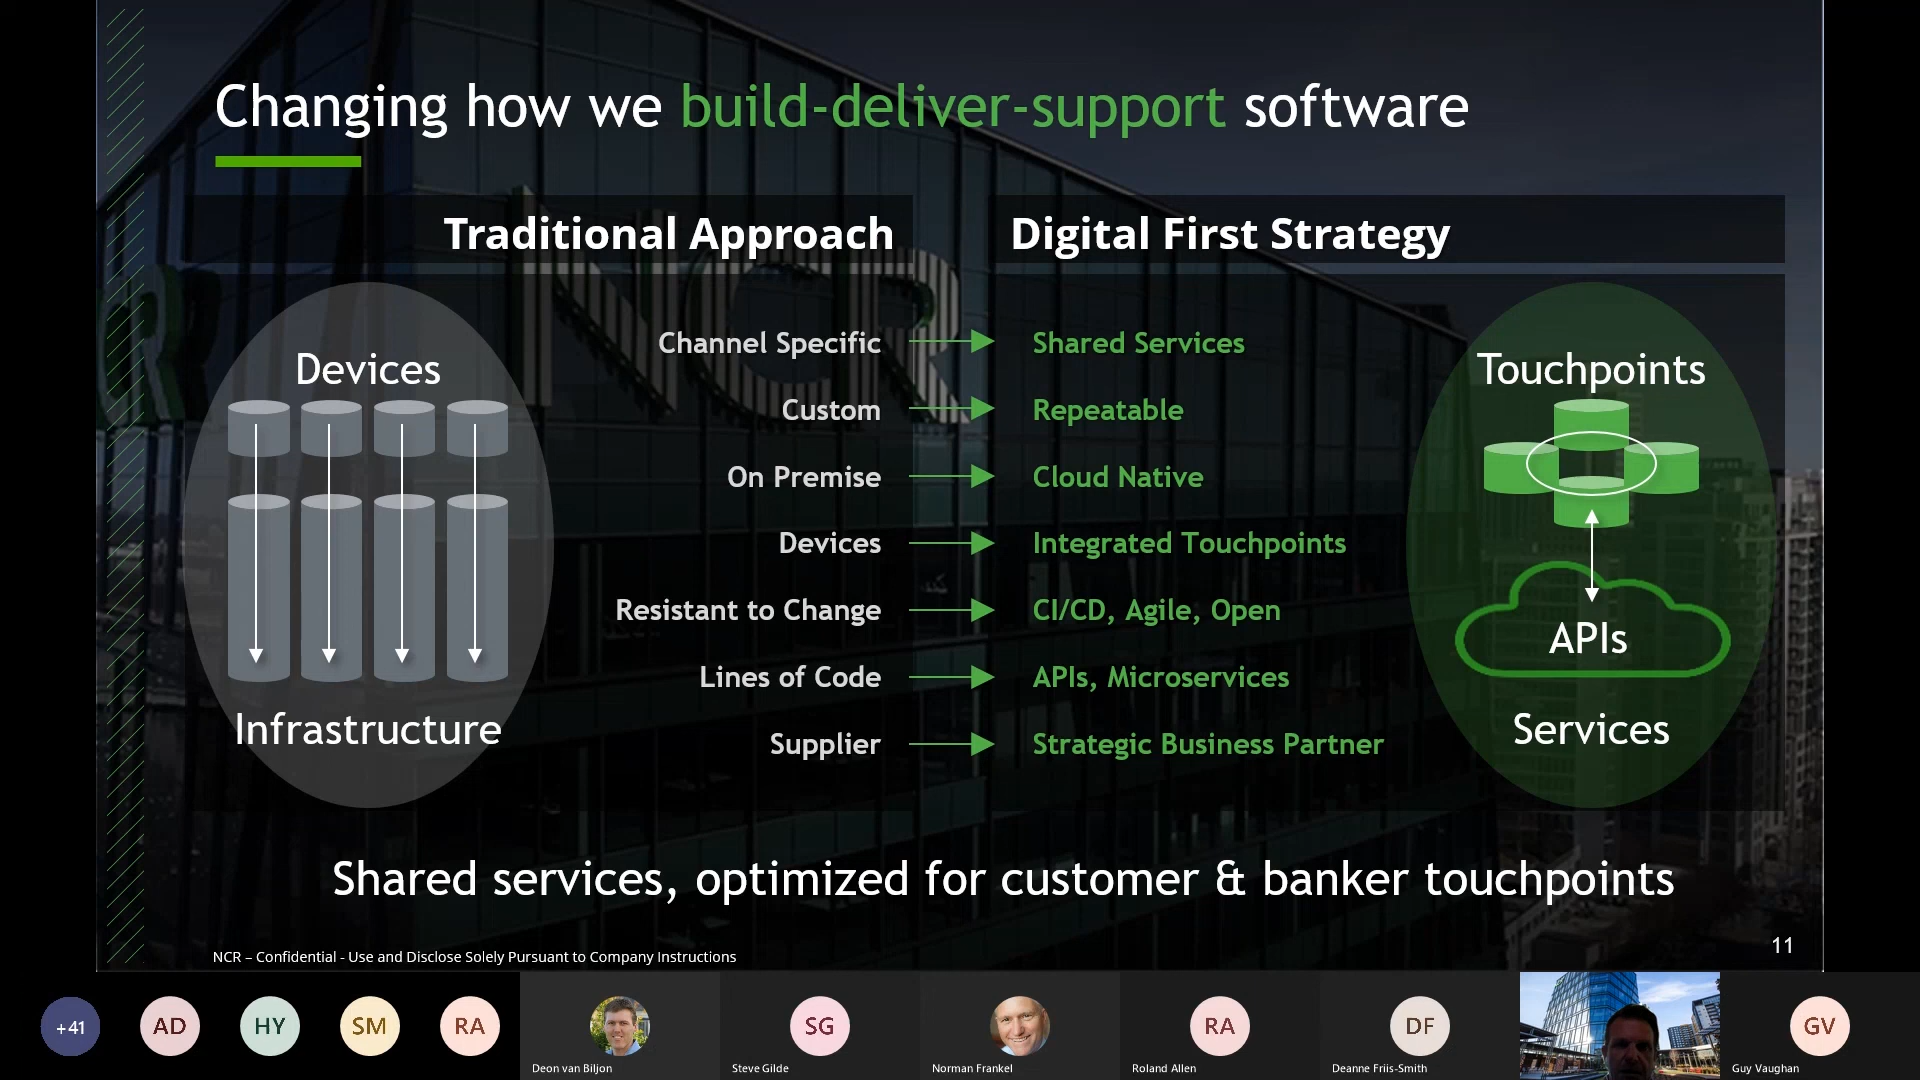 Changing how we build-deliver-support software
Traditional Approach
Digital First Strategy
NCR
Devices
Infrastructure
Channel Specific
Shared Services
Custom
Repeatable
On Premise
Cloud Native
Devices
Integrated Touchpoints
Resistant to Change
CI/CD, Agile, Open
Lines of Code
APIs, Microservices
Supplier
Strategic Business Partner
Touchpoints
APIs
Services
Shared services, optimized for customer & banker touchpoints
NCR – Confidential - Use and Disclose Solely Pursuant to Company Instructions
11
+41
AD
HY
SM
RA
Deon van Biljon
SG
Steve Gilde
Norman Frankel
RA
Roland Allen
DF
Deanne Friis-Smith
GV
Guy Vaughan